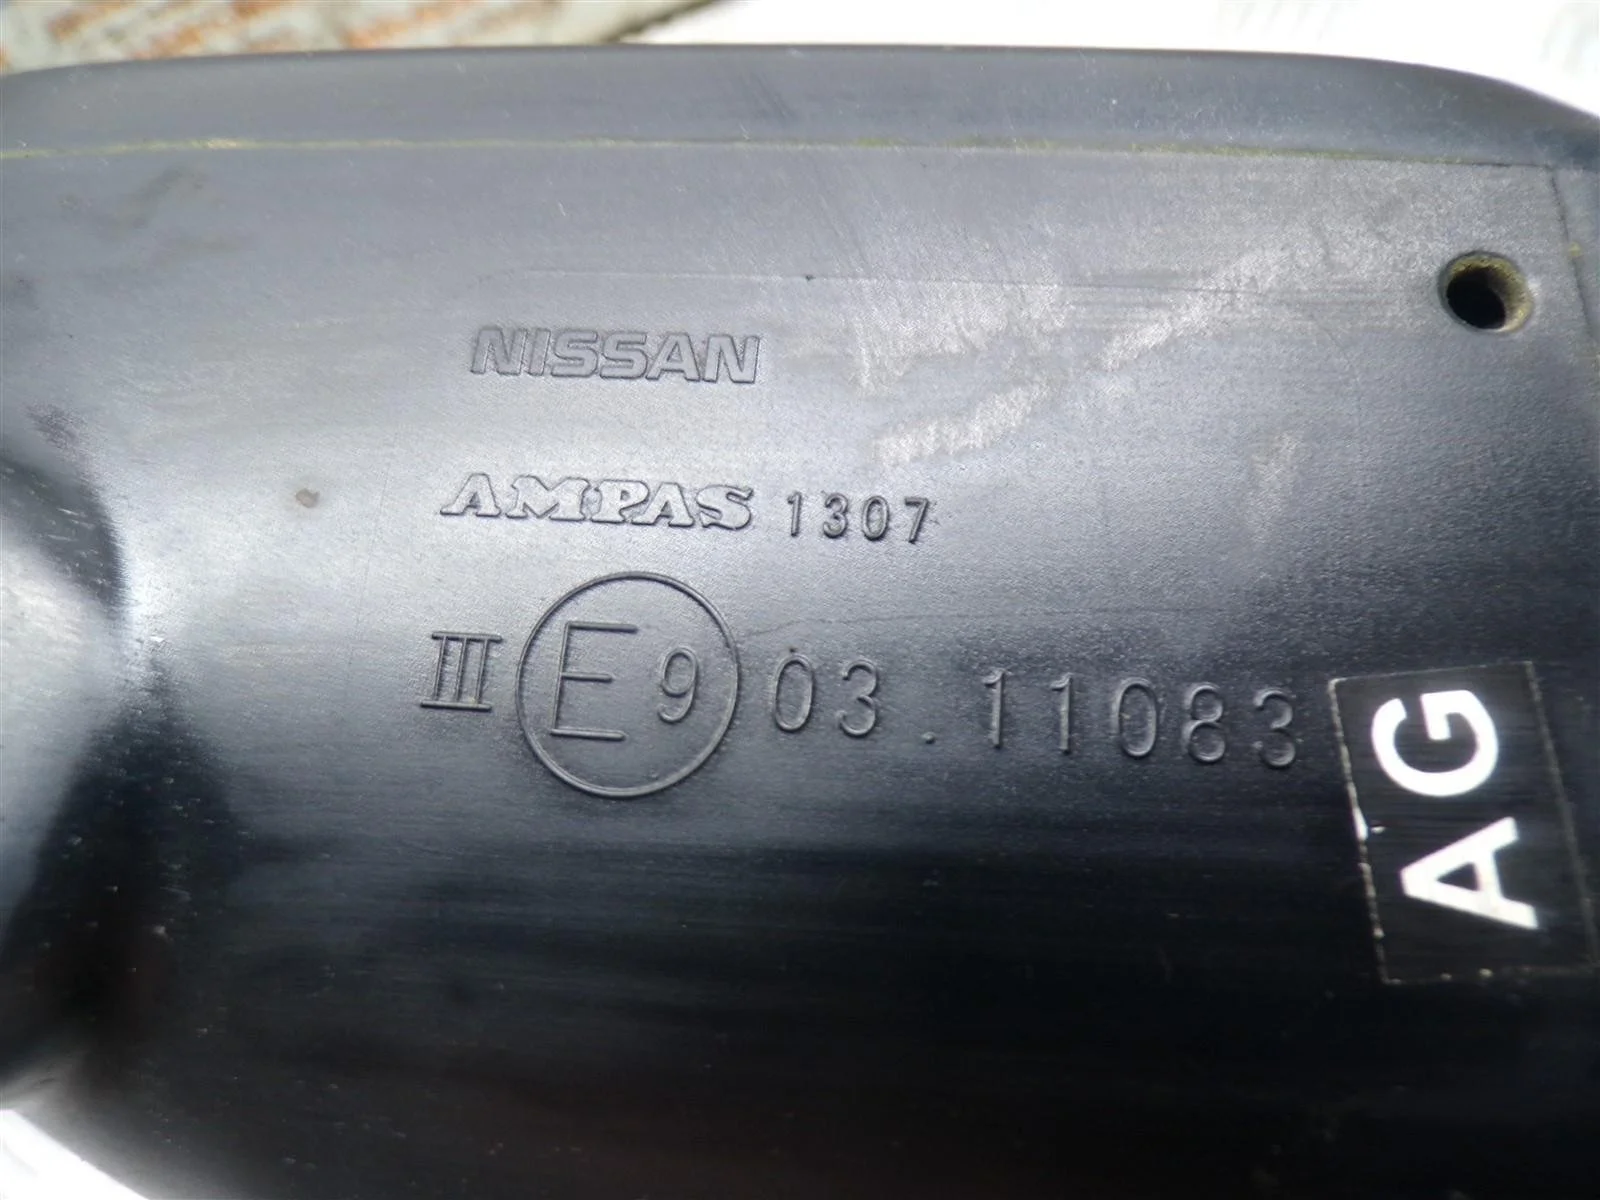 NISSAN
AMPAS 1307
III E9 03.11083
AG